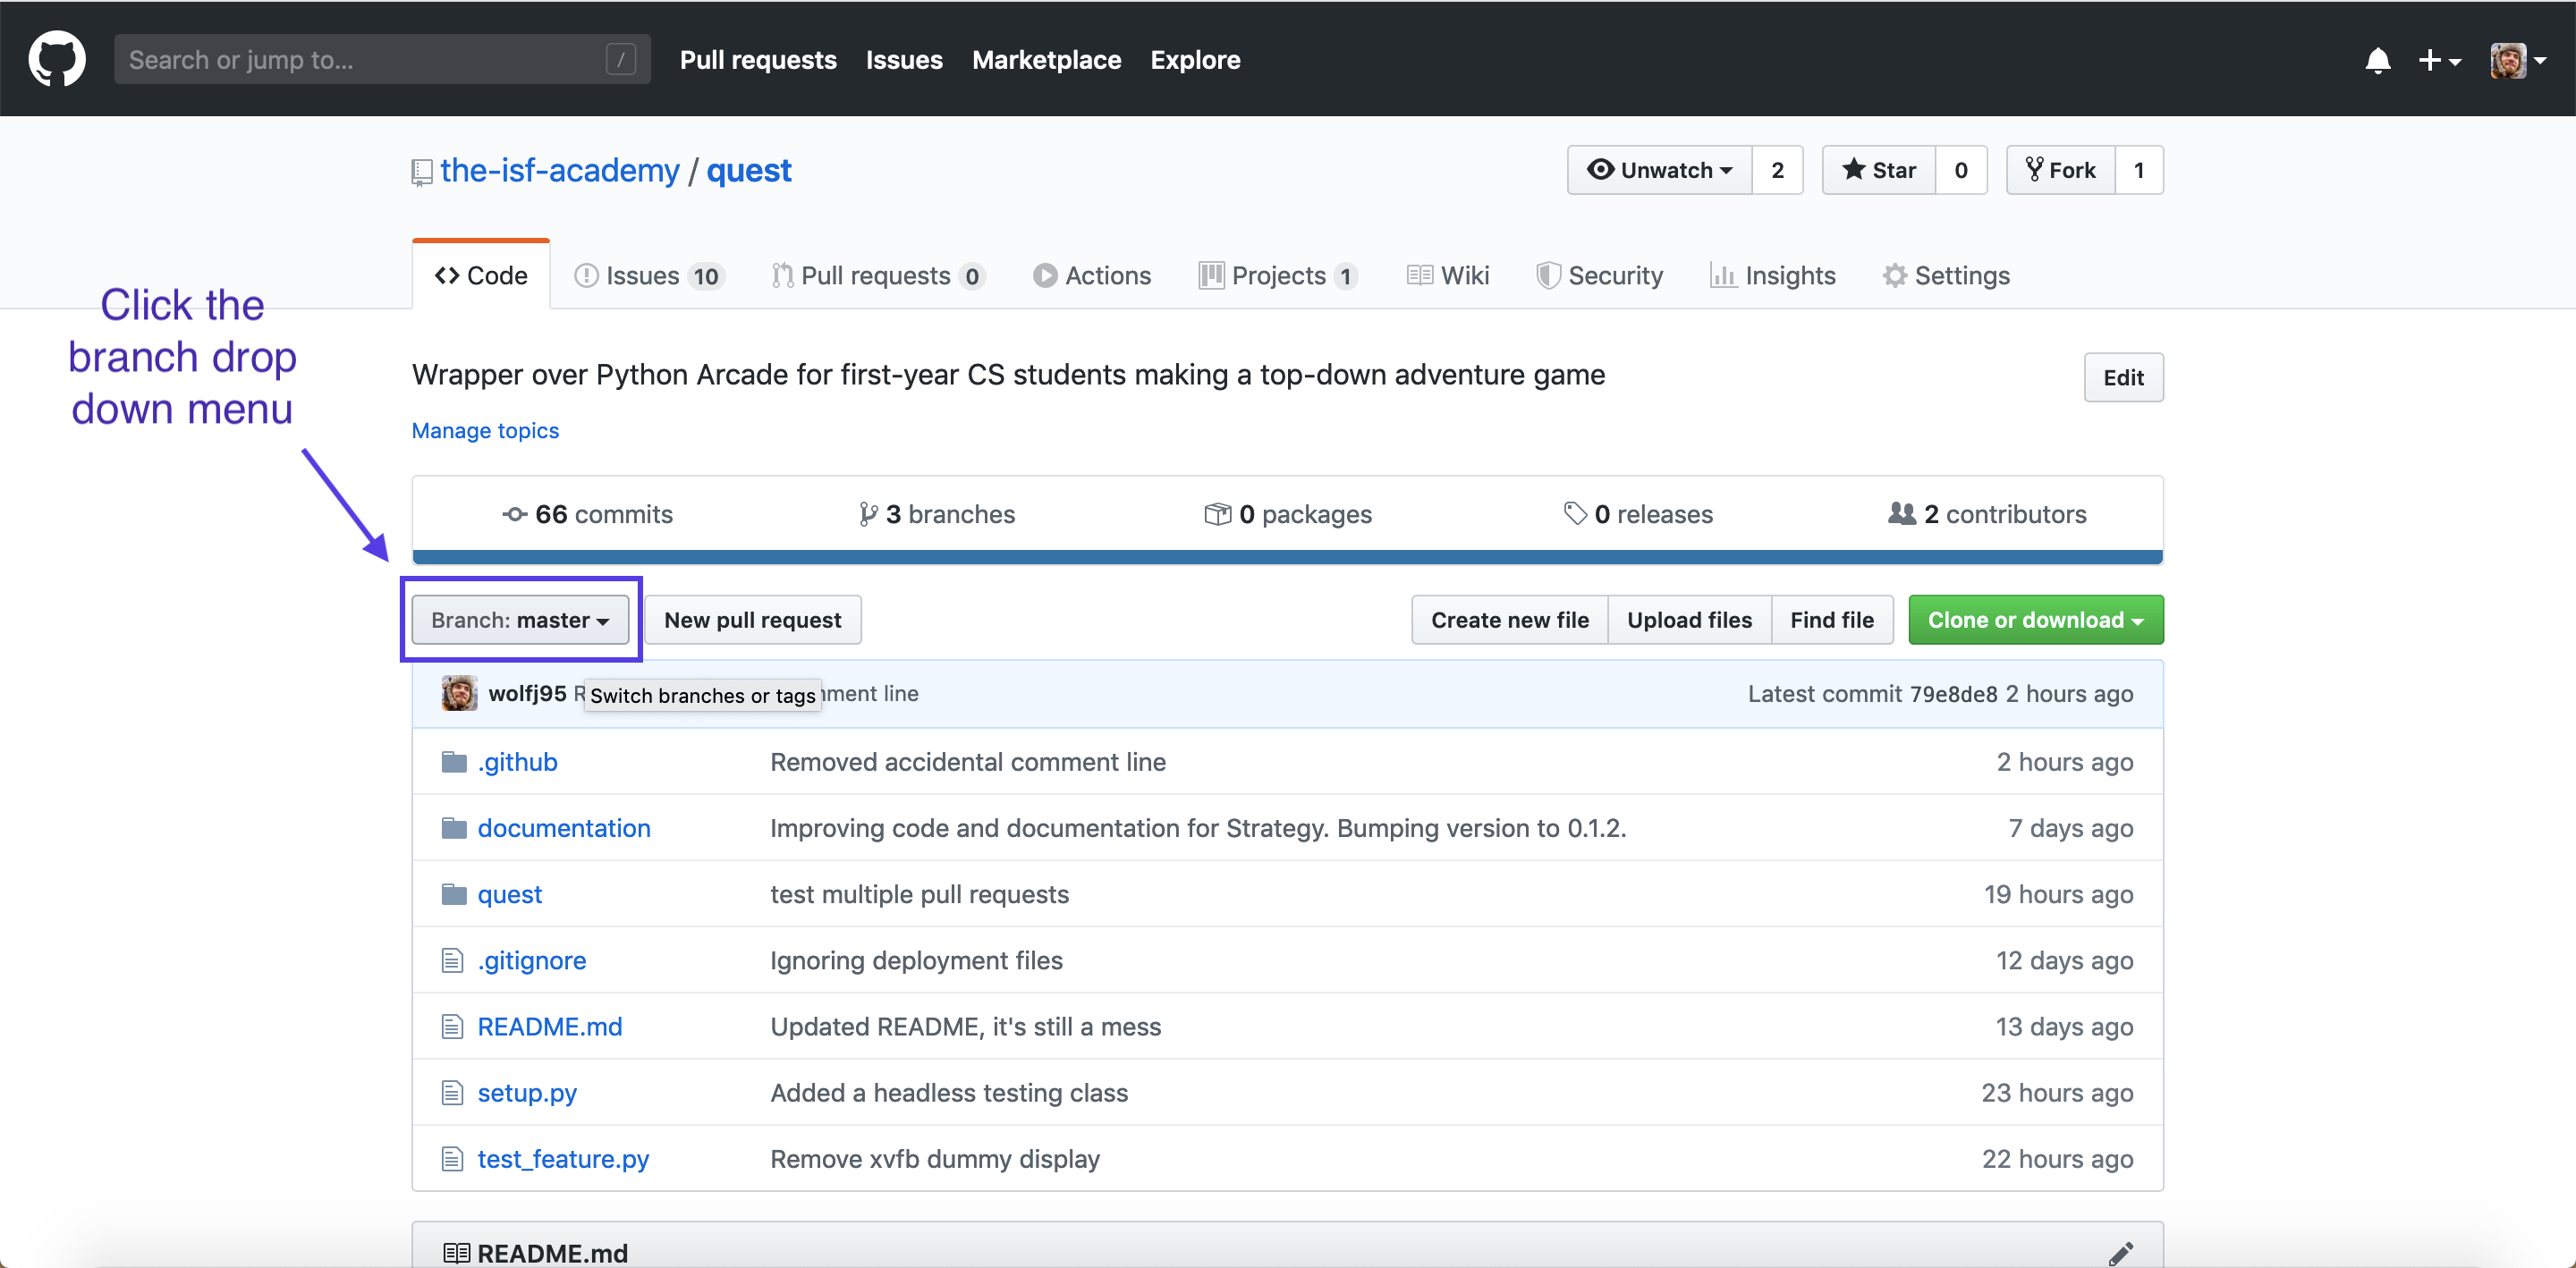 Search or jump to... /
Pull requests Issues Marketplace Explore
the-isf-academy / quest
Unwatch 2 Star 0 Fork 1
Code Issues 10 Pull requests 0 Actions Projects 1 Wiki Security Insights Settings
Click the
branch drop
down menu
Wrapper over Python Arcade for first-year CS students making a top-down adventure game
Edit
Manage topics
66 commits 3 branches 0 packages 0 releases 2 contributors
Branch: master New pull request Create new file Upload files Find file Clone or download
wolfj95 Switch branches or tags line Latest commit 79e8de8 2 hours ago
.github Removed accidental comment line 2 hours ago
documentation Improving code and documentation for Strategy. Bumping version to 0.1.2. 7 days ago
quest test multiple pull requests 19 hours ago
.gitignore Ignoring deployment files 12 days ago
README.md Updated README, it's still a mess 13 days ago
setup.py Added a headless testing class 23 hours ago
test_feature.py Remove xvfb dummy display 22 hours ago
README.md